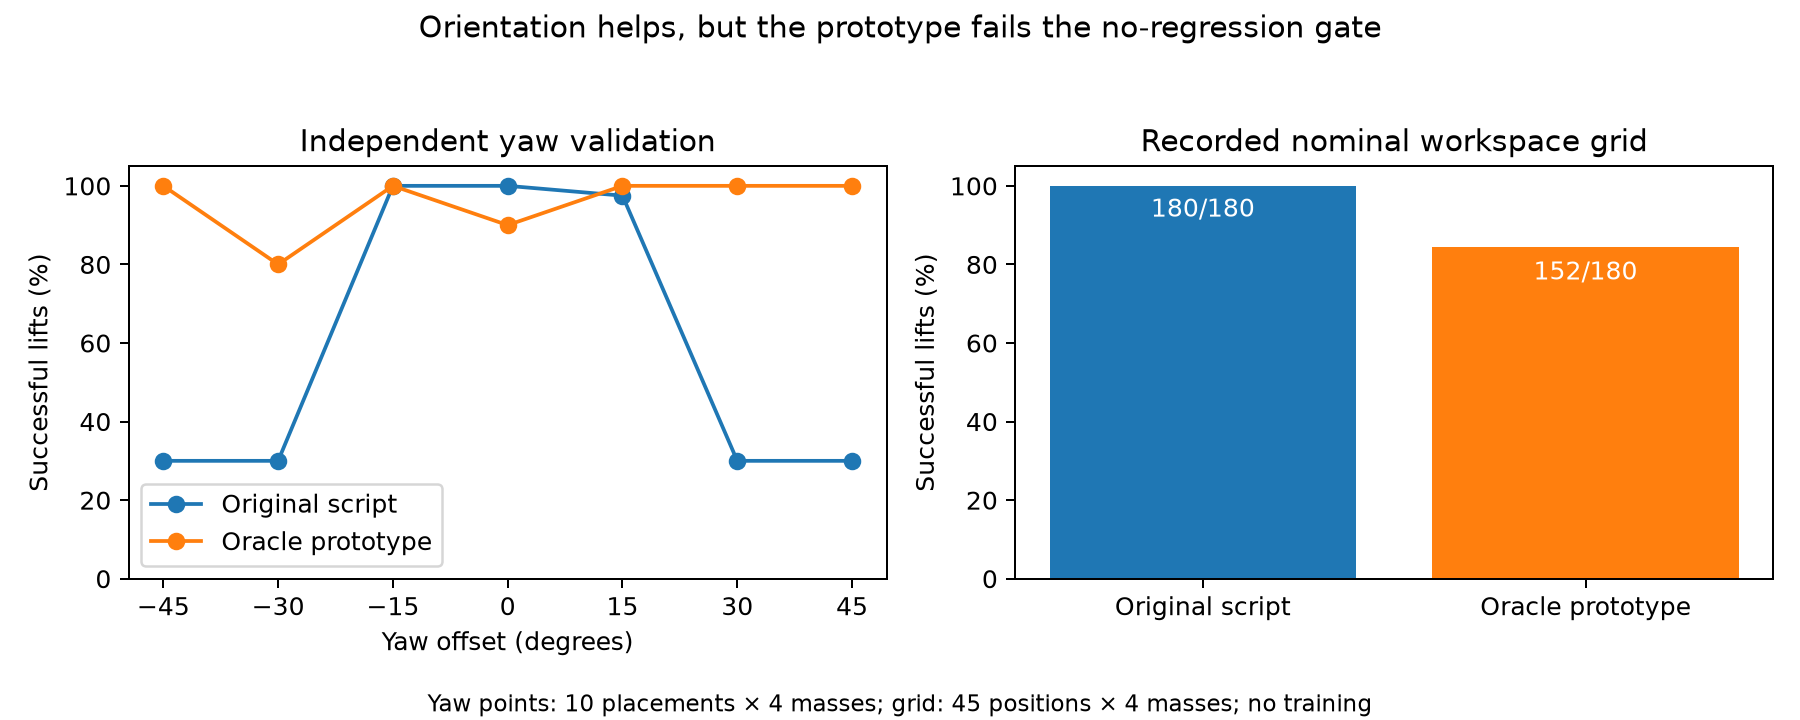 Orientation helps, but the prototype fails the no-regression gate
Independent yaw validation
Successful lifts (%)
100
80
60
40
20
0
Original script
Oracle prototype
−45
−30
−15
0
15
30
45
Yaw offset (degrees)
Recorded nominal workspace grid
Successful lifts (%)
100
80
60
40
20
0
180/180
152/180
Original script
Oracle prototype
Yaw points: 10 placements × 4 masses; grid: 45 positions × 4 masses; no training